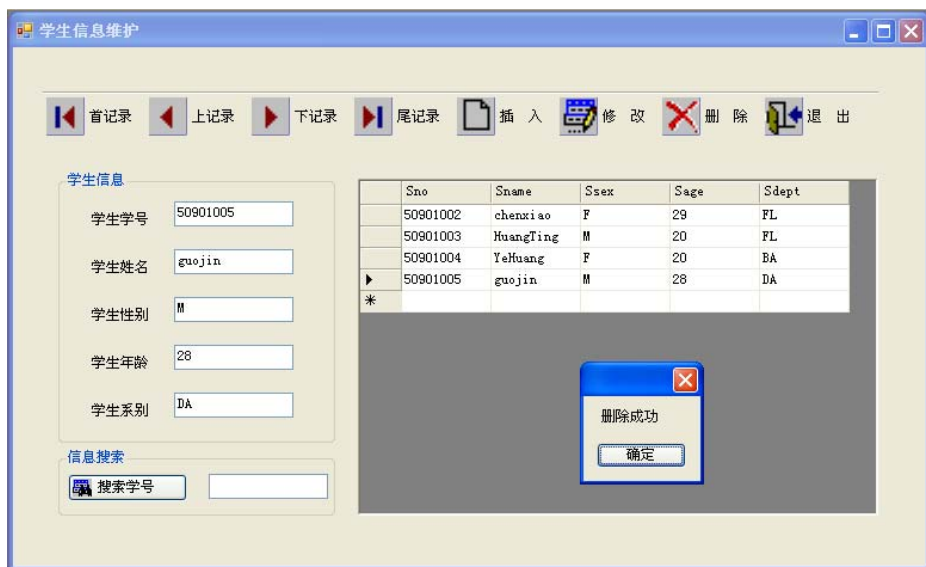 学生信息维护
首记录 上记录 下记录 尾记录 插 入 修 改 删 除 退 出
学生信息
学生学号 50901005
学生姓名 guojin
学生性别 M
学生年龄 28
学生系别 DA
信息搜索
搜索学号
Sno Sname Ssex Sage Sdept
50901002 chenxiao F 29 FL
50901003 HuangTing M 20 FL
50901004 YeHuang F 20 BA
50901005 guojin M 28 DA
删除成功
确定